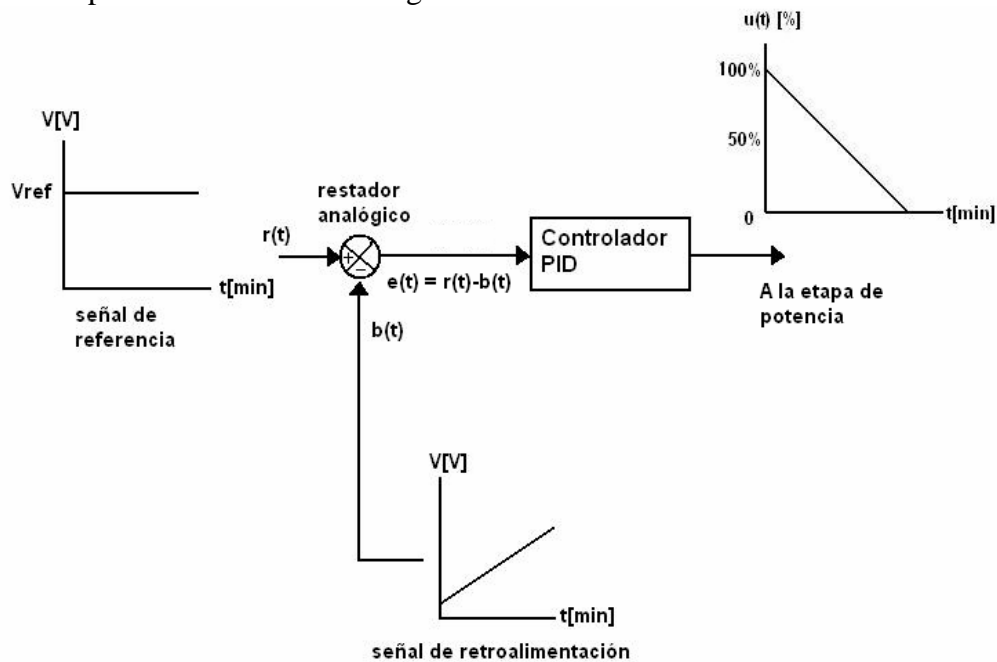 u(t) [%]
100%
50%
0
t[min]
V[V]
Vref
t[min]
señal de
referencia
restador
analógico
r(t)
+
−
e(t) = r(t)-b(t)
b(t)
Controlador
PID
A la etapa de
potencia
V[V]
t[min]
señal de retroalimentación